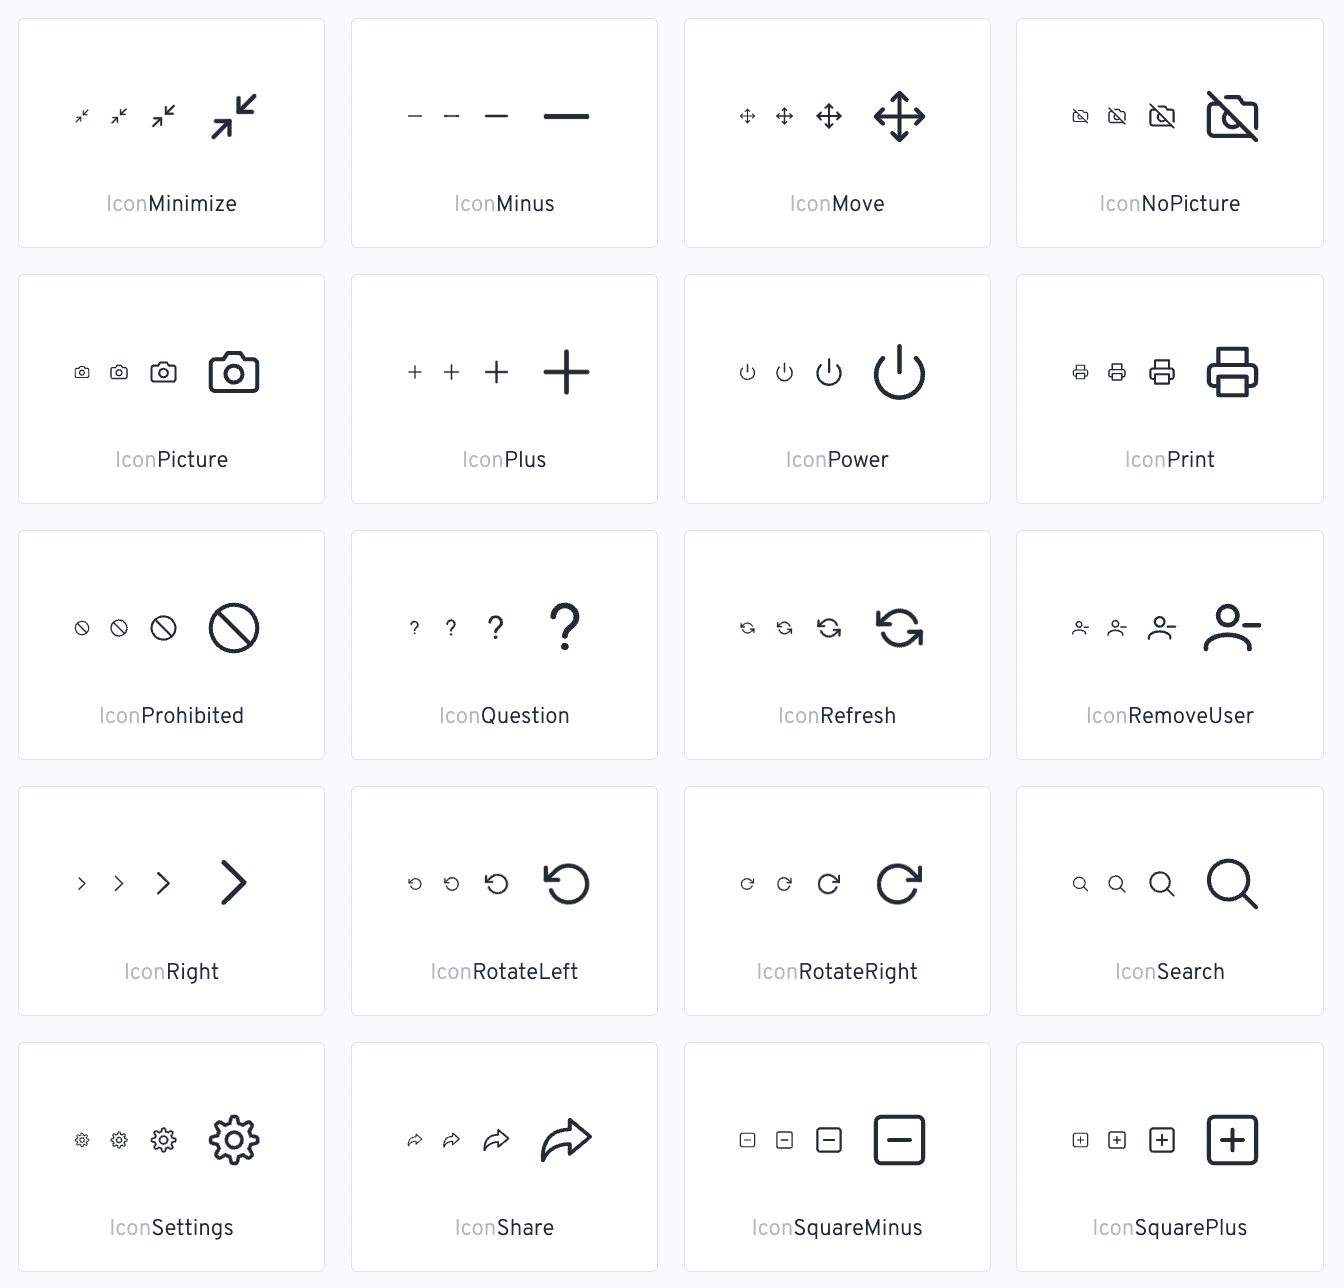 IconMinimize
IconMinus
IconMove
IconNoPicture
IconPicture
IconPlus
IconPower
IconPrint
IconProhibited
IconQuestion
IconRefresh
IconRemoveUser
IconRight
IconRotateLeft
IconRotateRight
IconSearch
IconSettings
IconShare
IconSquareMinus
IconSquarePlus